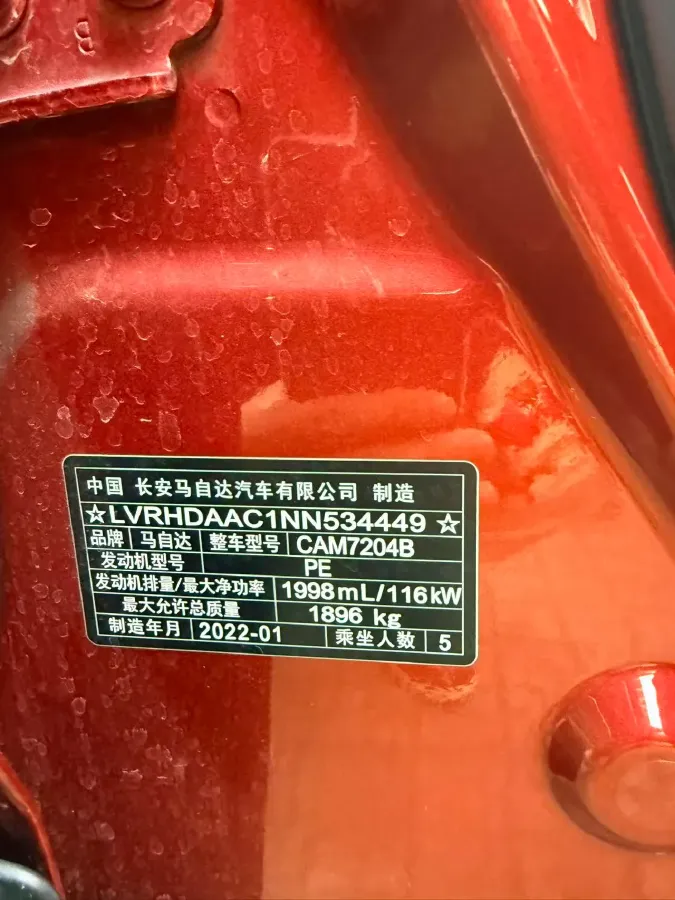 中国 长安马自达汽车有限公司 制造
☆LVRHDAAC1NN534449☆
品牌 马自达 整车型号 CAM7204B
发动机型号 PE
发动机排量/最大净功率 1998mL/116kW
最大允许总质量 1896 kg
制造年月 2022-01 乘坐人数 5